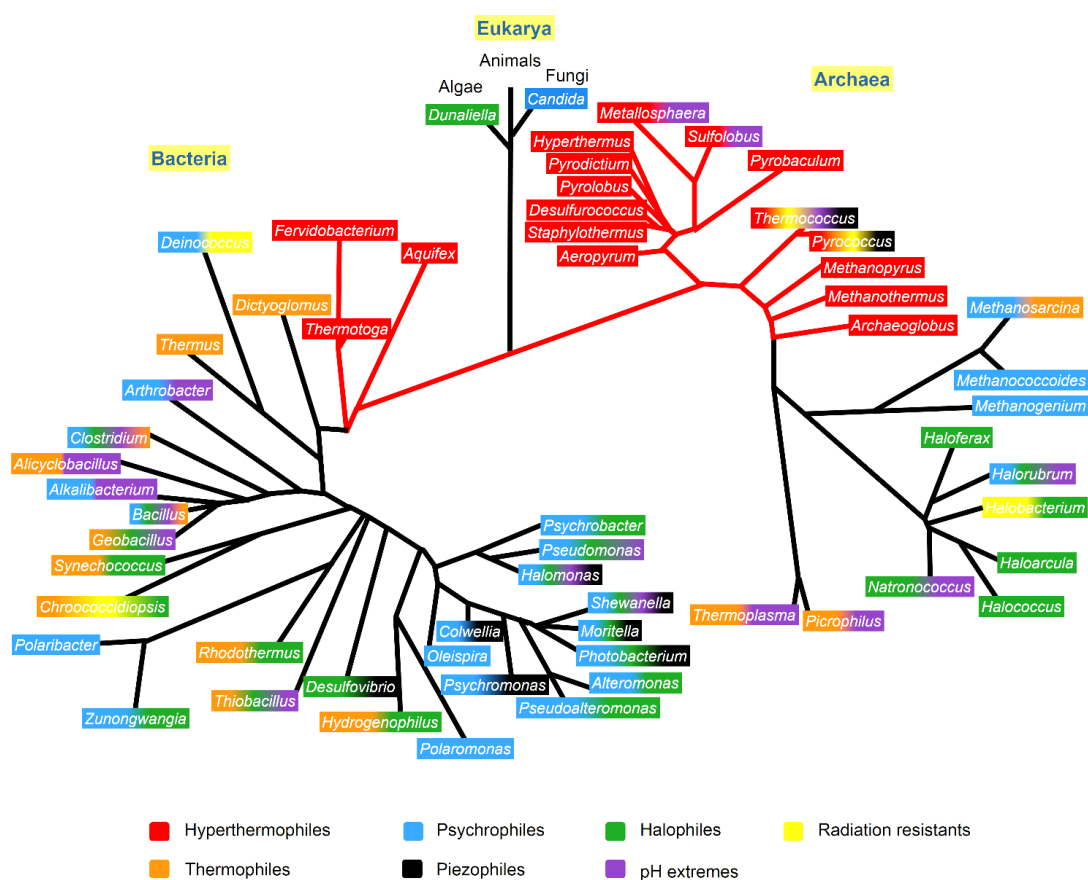 Eukarya
Animals
Fungi
Algae
Candida
Dunaliella
Archaea
Metallosphaera
Sulfolobus
Hyperthermus
Pyrodictium
Pyrobaculum
Pyrolobus
Desulfurococcus
Staphylothermus
Aeropyrum
Thermococcus
Pyrococcus
Methanopyrus
Methanothermus
Archaeoglobus
Methanosarcina
Methanococcoides
Methanogenium
Haloferax
Halorubrum
Halobacterium
Haloarcula
Natronococcus
Halococcus
Thermoplasma
Picrophilus
Bacteria
Fervidobacterium
Deinococcus
Aquifex
Dictyoglomus
Thermotoga
Thermus
Arthrobacter
Clostridium
Alicyclobacillus
Alkalibacterium
Bacillus
Geobacillus
Synechococcus
Chroococcidiopsis
Polaribacter
Zunongwangia
Rhodothermus
Thiobacillus
Desulfovibrio
Hydrogenophilus
Polaromonas
Psychrobacter
Pseudomonas
Halomonas
Shewanella
Colwellia
Moritella
Oleispira
Photobacterium
Psychromonas
Alteromonas
Pseudoalteromonas
Hyperthermophiles
Psychrophiles
Halophiles
Radiation resistants
Thermophiles
Piezophiles
pH extremes